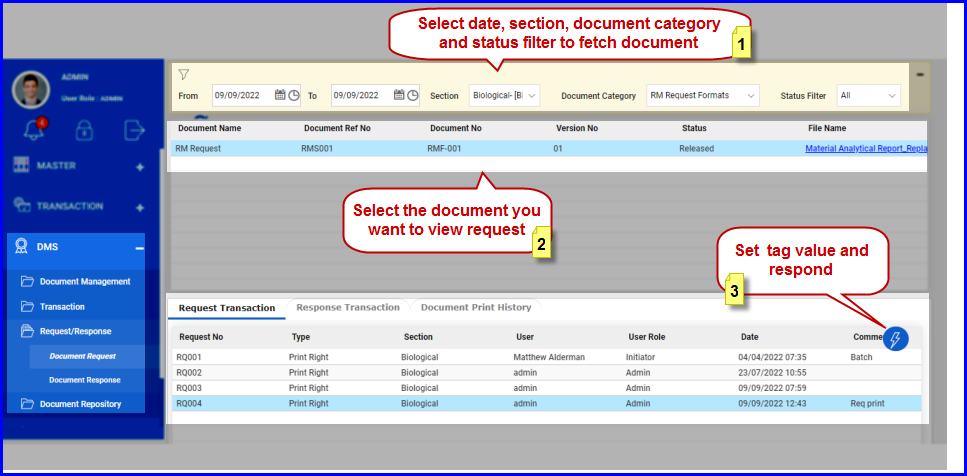 Select date, section, document category
and status filter to fetch document
1
ADMIN
User Role : ADMIN
4
From 09/09/2022 To 09/09/2022 Section Biological- [Bi Document Category RM Request Formats Status Filter All
Document Name Document Ref No Document No Version No Status File Name
RM Request RMS001 RMF-001 01 Released Material Analytical Report_Repla
MASTER
TRANSACTION
DMS
Document Management
Transaction
Request/Response
Document Request
Document Response
Document Repository
Select the document you
want to view request
2
Set tag value and
respond
3
Request Transaction Response Transaction Document Print History
Request No Type Section User User Role Date Comme
RQ001 Print Right Biological Matthew Alderman Initiator 04/04/2022 07:35 Batch
RQ002 Print Right Biological admin Admin 23/07/2022 10:55
RQ003 Print Right Biological admin Admin 09/09/2022 07:59
RQ004 Print Right Biological admin Admin 09/09/2022 12:43 Req print